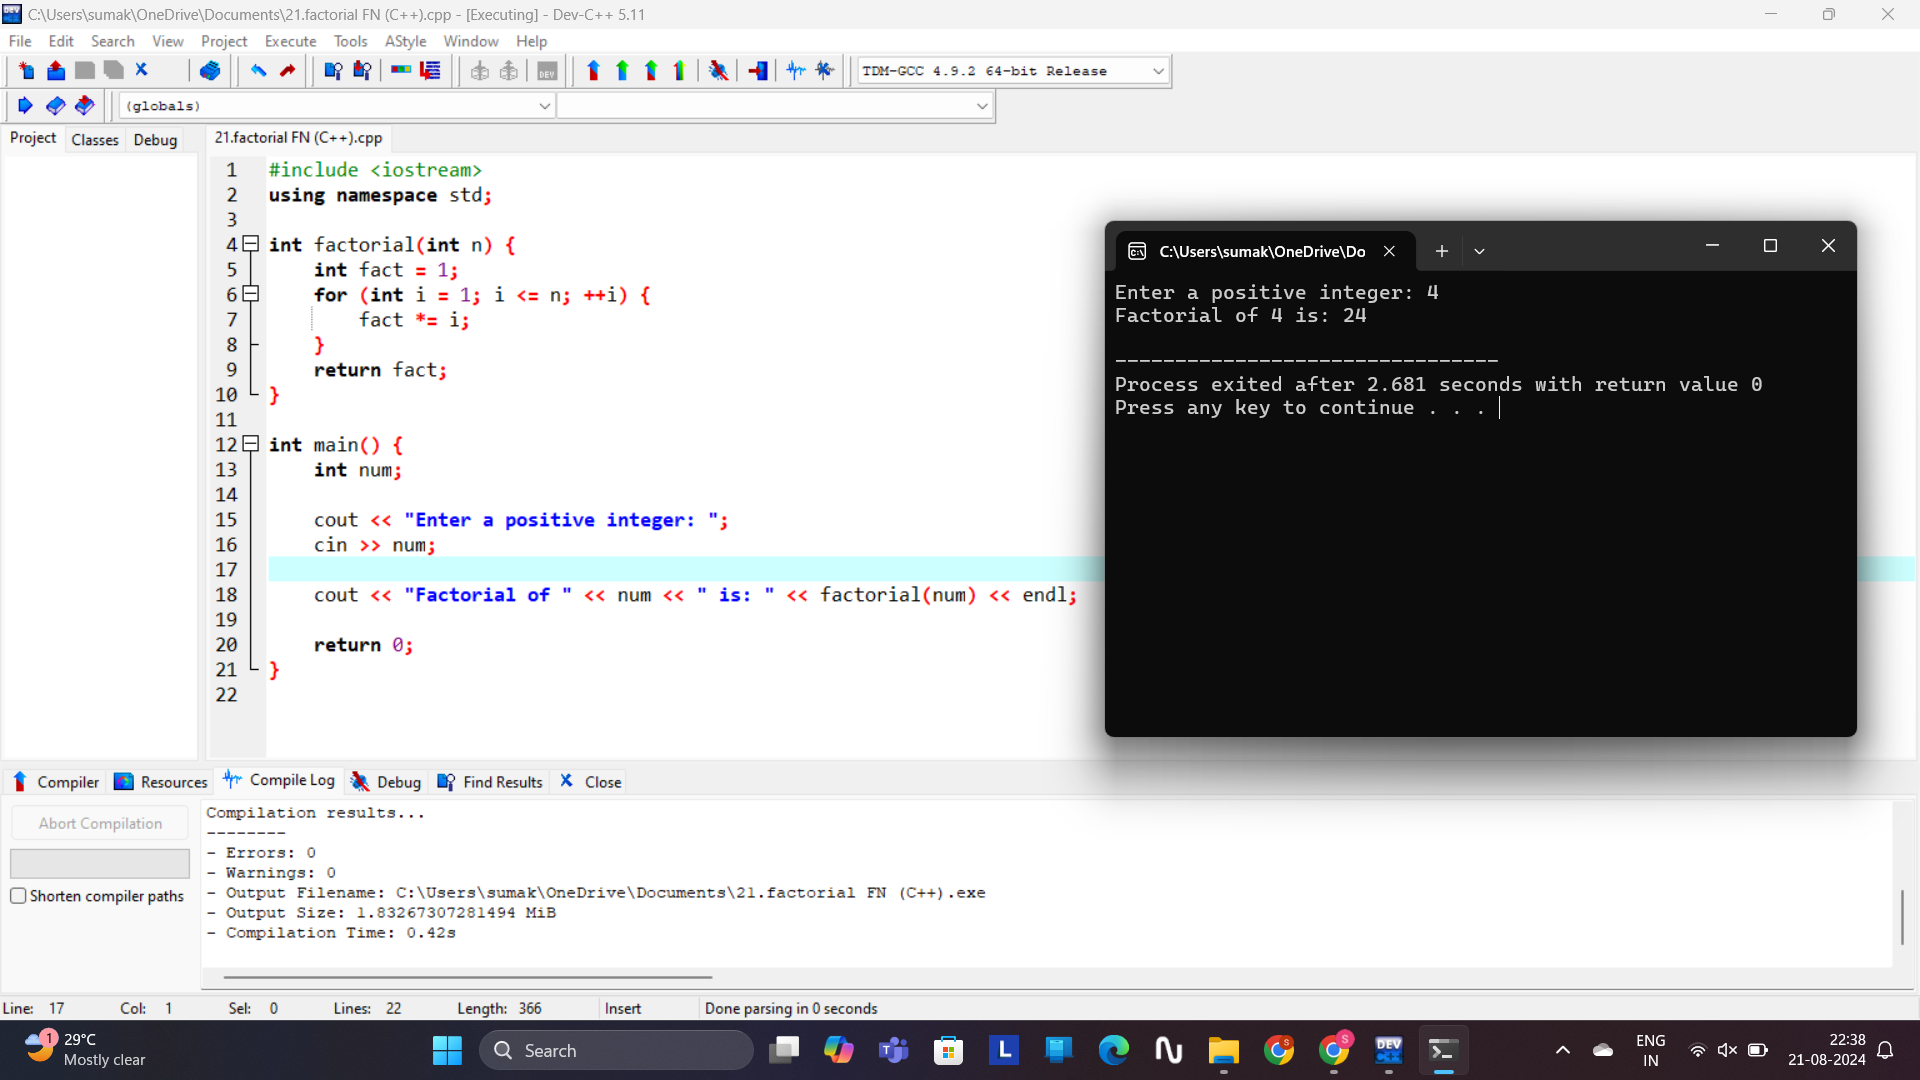 C:\Users\sumak\OneDrive\Documents\21.factorial FN (C++).cpp - [Executing] - Dev-C++ 5.11
File Edit Search View Project Execute Tools AStyle Window Help
TDM-GCC 4.9.2 64-bit Release
(globals)
Project Classes Debug
21.factorial FN (C++).cpp
1 #include <iostream>
2 using namespace std;
3
4 int factorial(int n) {
5 int fact = 1;
6 for (int i = 1; i <= n; ++i) {
7 fact *= i;
8 }
9 return fact;
10 }
11
12 int main() {
13 int num;
14
15 cout << "Enter a positive integer: ";
16 cin >> num;
17
18 cout << "Factorial of " << num << " is: " << factorial(num) << endl;
19
20 return 0;
21 }
22
C:\Users\sumak\OneDrive\Do
Enter a positive integer: 4
Factorial of 4 is: 24
--------------------------------
Process exited after 2.681 seconds with return value 0
Press any key to continue . . .
Compiler Resources Compile Log Debug Find Results Close
Abort Compilation
Shorten compiler paths
Compilation results...
--------
- Errors: 0
- Warnings: 0
- Output Filename: C:\Users\sumak\OneDrive\Documents\21.factorial FN (C++).exe
- Output Size: 1.83267307281494 MiB
- Compilation Time: 0.42s
Line: 17 Col: 1 Sel: 0 Lines: 22 Length: 366 Insert Done parsing in 0 seconds
1
29°C
Mostly clear
Search
L
S
S
DEV
C++
ENG
IN
22:38
21-08-2024